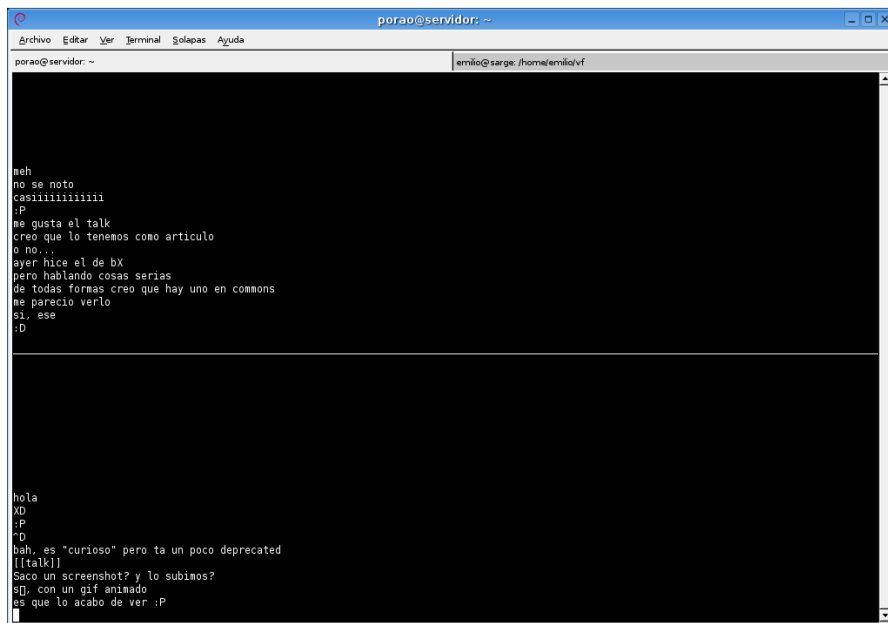 porao@servidor: ~
Archivo Editar Ver Terminal Solapas Ayuda
porao@servidor: ~
emilio@sarge: /home/emilio/vf
meh
no se noto
casiiiiiiiiiiii
:P
me gusta el talk
creo que lo tenemos como articulo
o no...
ayer hice el de bX
pero hablando cosas serias
de todas formas creo que hay uno en commons
me parecio verlo
si, ese
:D
hola
XD
:P
^D
bah, es "curioso" pero ta un poco deprecated
[[talk]]
Saco un screenshot? y lo subimos?
s▯, con un gif animado
es que lo acabo de ver :P